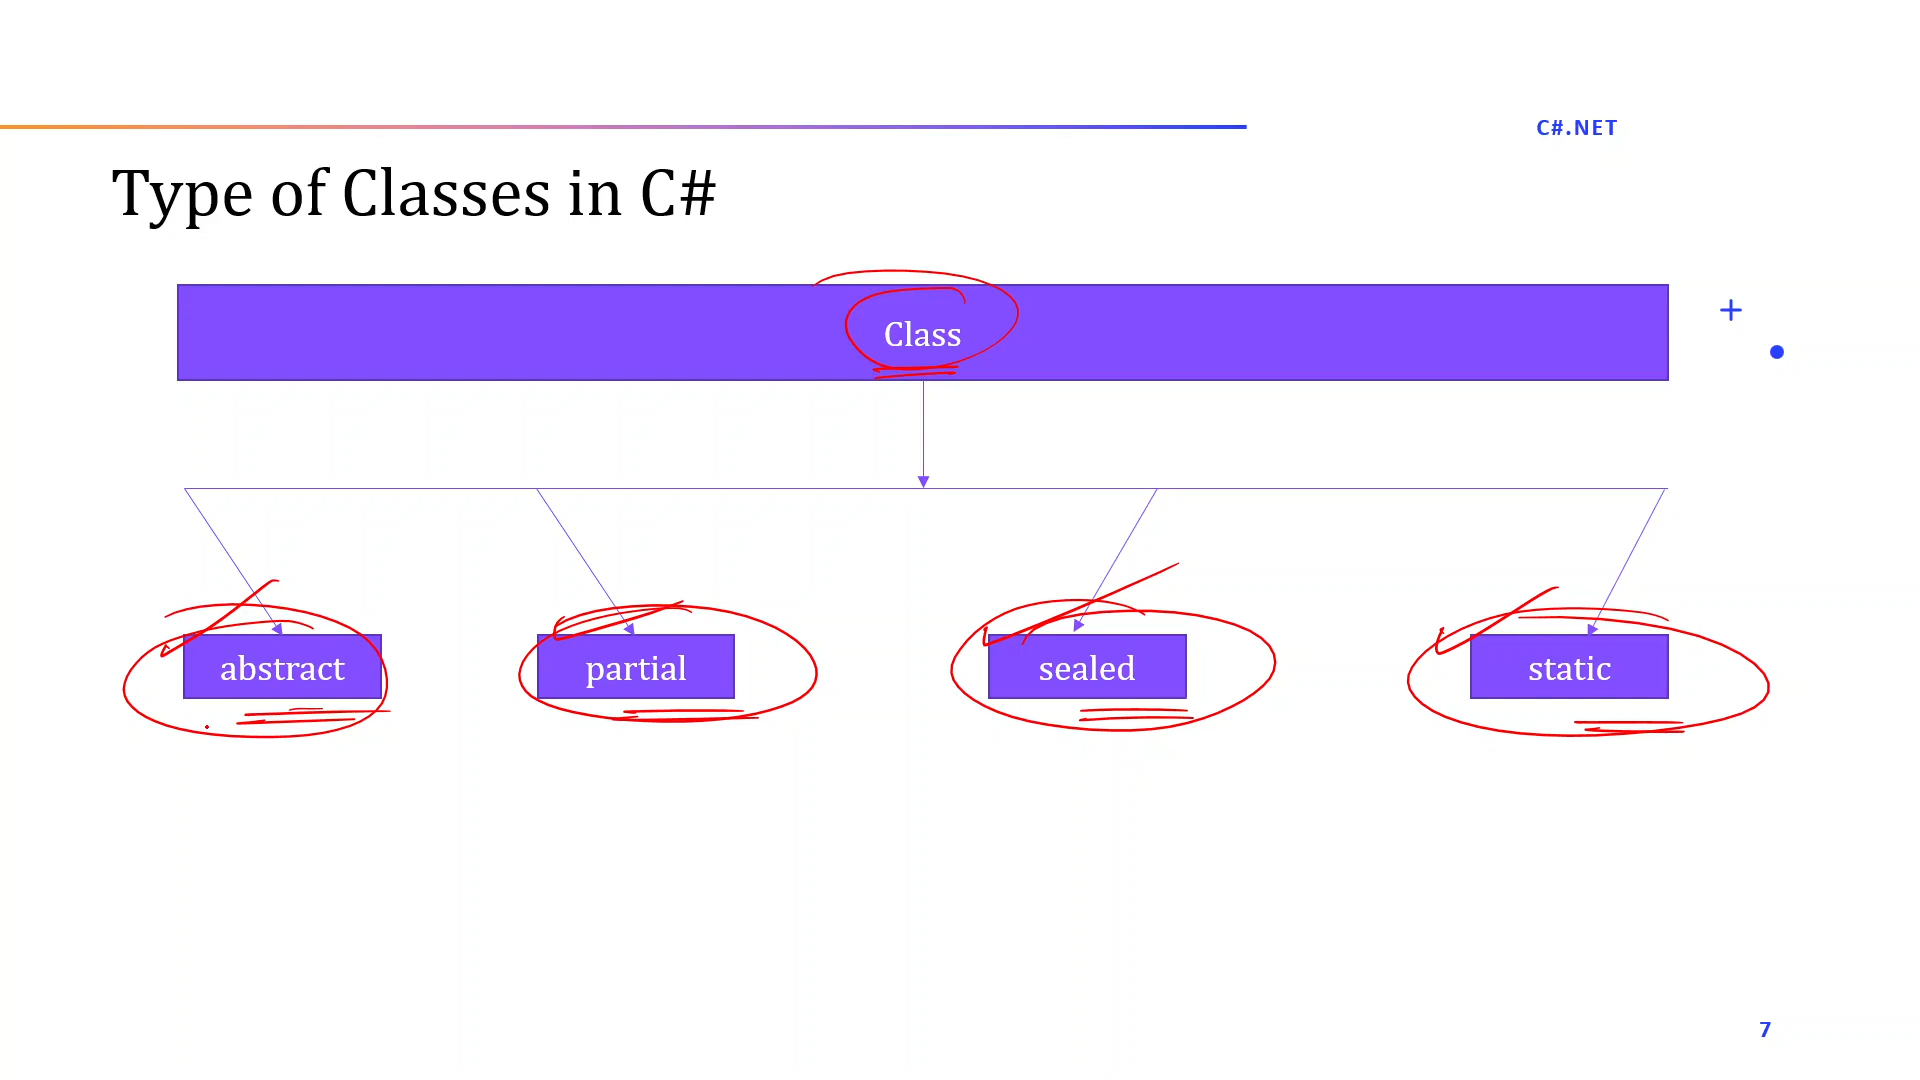 C#.NET
Type of Classes in C#
Class
abstract
partial
sealed
static
7